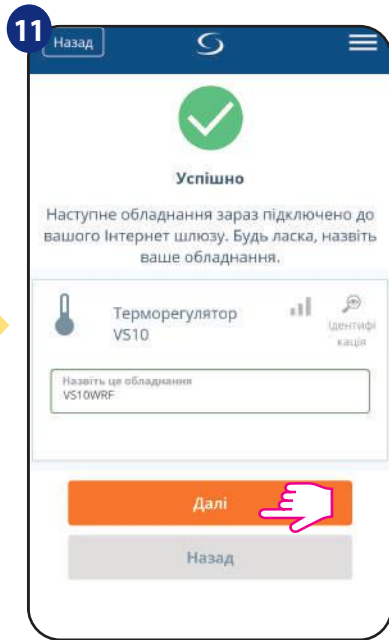 11
Назад
Успішно
Наступне обладнання зараз підключено до
вашого Інтернет шлюзу. Будь ласка, назвіть
ваше обладнання.
Терморегулятор
VS10
Ідентифі
кація
Назвіть це обладнання
VS10WRF
Далі
Назад